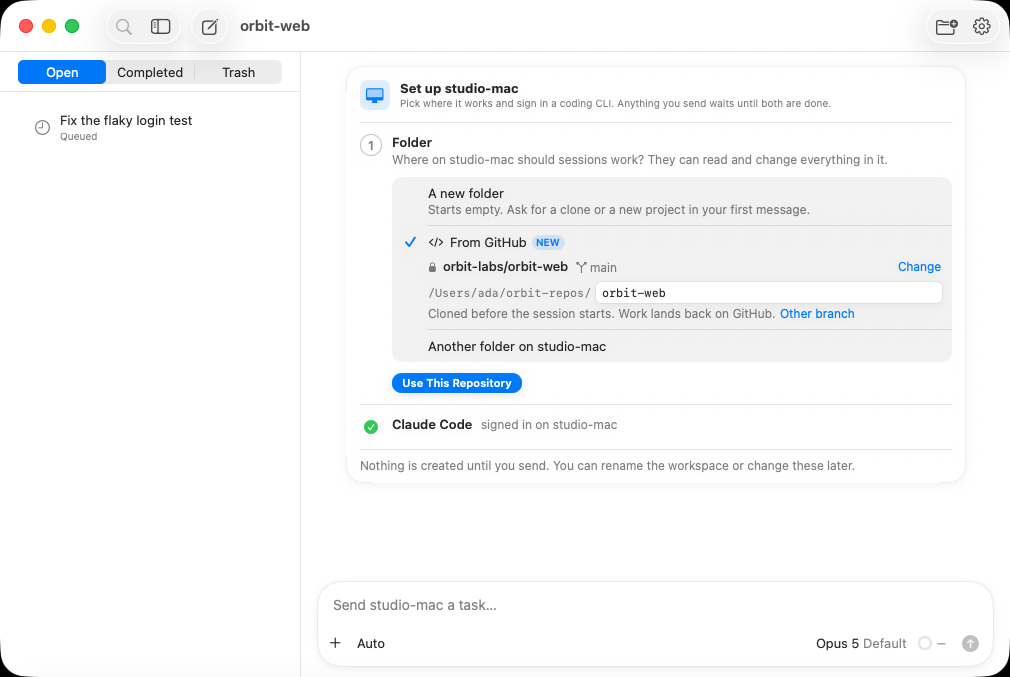 orbit-web
Open
Completed
Trash
Fix the flaky login test
Queued
Set up studio-mac
Pick where it works and sign in a coding CLI. Anything you send waits until both are done.
1
Folder
Where on studio-mac should sessions work? They can read and change everything in it.
A new folder
Starts empty. Ask for a clone or a new project in your first message.
</> From GitHub NEW
orbit-labs/orbit-web main Change
/Users/ada/orbit-repos/ orbit-web
Cloned before the session starts. Work lands back on GitHub. Other branch
Another folder on studio-mac
Use This Repository
Claude Code signed in on studio-mac
Nothing is created until you send. You can rename the workspace or change these later.
Send studio-mac a task…
+ Auto
Opus 5 Default –